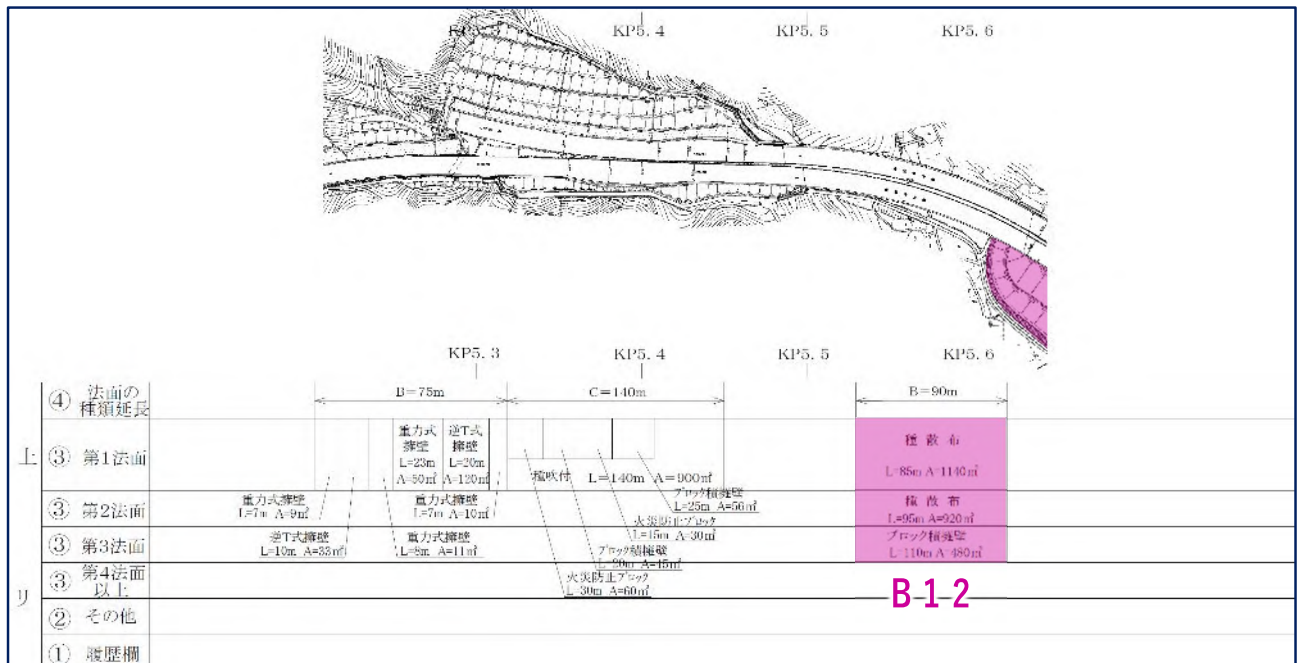 KP5.3 KP5.4 KP5.5 KP5.6
KP5.3 KP5.4 KP5.5 KP5.6
④ 法面の種類延長 B=75m C=140m B=90m
上り
③ 第1法面
重力式擁壁 L=23m A=50㎡
逆T式擁壁 L=20m A=120㎡
種吹付 L=140m A=900㎡
種散布
L=85m A=1140㎡
ブロック積擁壁
L=25m A=56㎡
③ 第2法面
重力式擁壁
L=7m A=9㎡
重力式擁壁
L=7m A=10㎡
火災防止ブロック
L=15m A=30㎡
種散布
L=95m A=920㎡
③ 第3法面
逆T式擁壁
L=10m A=33㎡
重力式擁壁
L=8m A=11㎡
ブロック積擁壁
L=20m A=45㎡
ブロック積擁壁
L=110m A=480㎡
③ 第4法面以上
火災防止ブロック
L=30m A=60㎡
B12
② その他
① 履歴欄